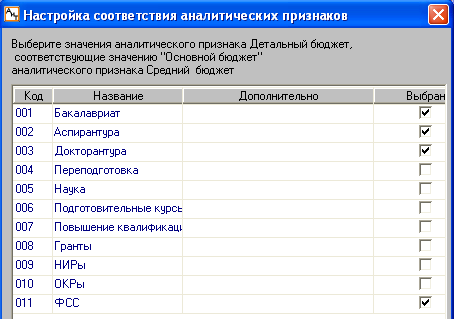 Настройка соответствия аналитических признаков
Выберите значения аналитического признака Детальный бюджет,
соответствующие значению "Основной бюджет"
аналитического признака Средний бюджет
Код Название Дополнительно Выбран
001 Бакалавриат
002 Аспирантура
003 Докторантура
004 Переподготовка
005 Наука
006 Подготовительные курсы
007 Повышение квалификаци
008 Гранты
009 НИРы
010 ОКРы
011 ФСС